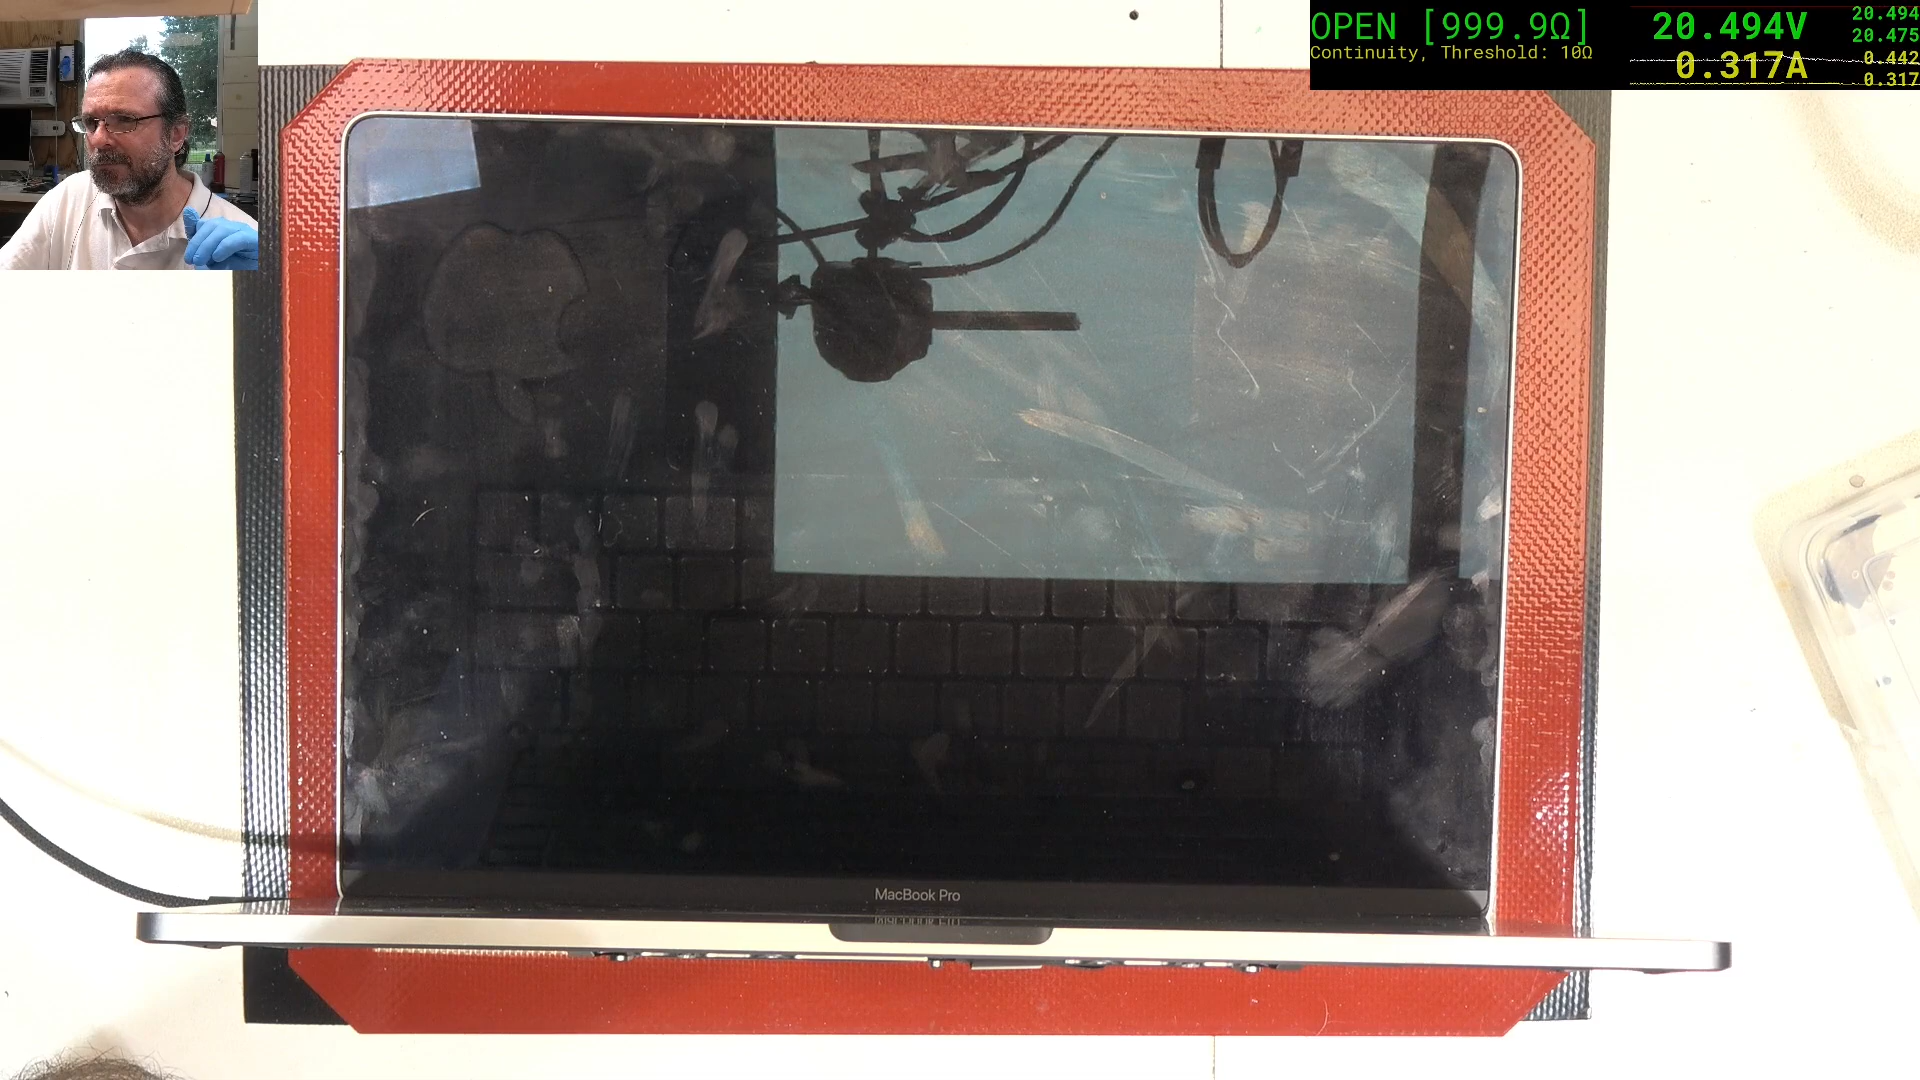 OPEN [999.9Ω]
Continuity, Threshold: 10Ω
20.494V
0.317A
20.494
20.475
0.442
0.317
MacBook Pro